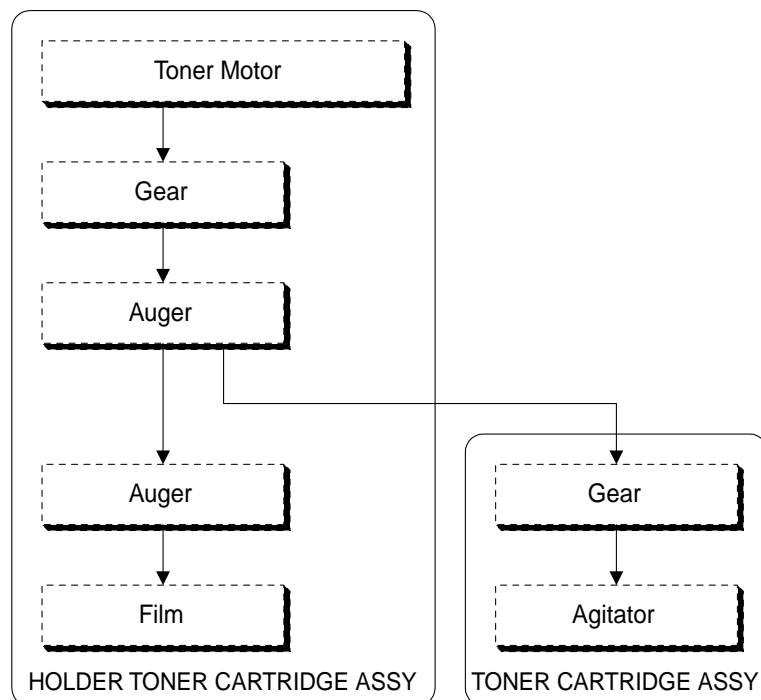 Toner Motor
Gear
Auger
Auger
Gear
Film
Agitator
HOLDER TONER CARTRIDGE ASSY
TONER CARTRIDGE ASSY